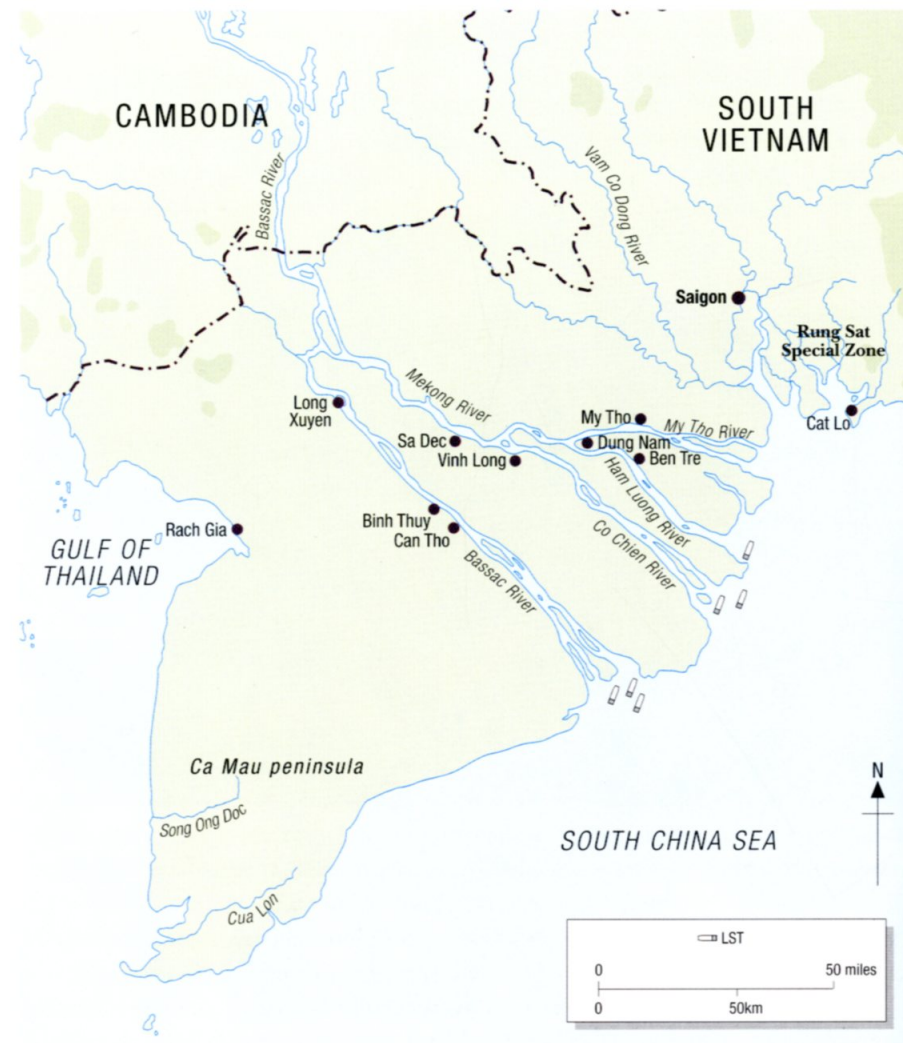 CAMBODIA
SOUTH
VIETNAM
Bassac River
Vam Co Dong River
Saigon
Rung Sat
Special Zone
Long
Xuyen
Mekong River
My Tho
My Tho River
Cat Lo
Sa Dec
Dung Nam
Vinh Long
Ben Tre
Ham Luong River
Rach Gia
Binh Thuy
Can Tho
Co Chien River
GULF OF
THAILAND
Bassac River
Ca Mau peninsula
Song Ong Doc
N
SOUTH CHINA SEA
Cua Lon
LST
0
50 miles
0
50km